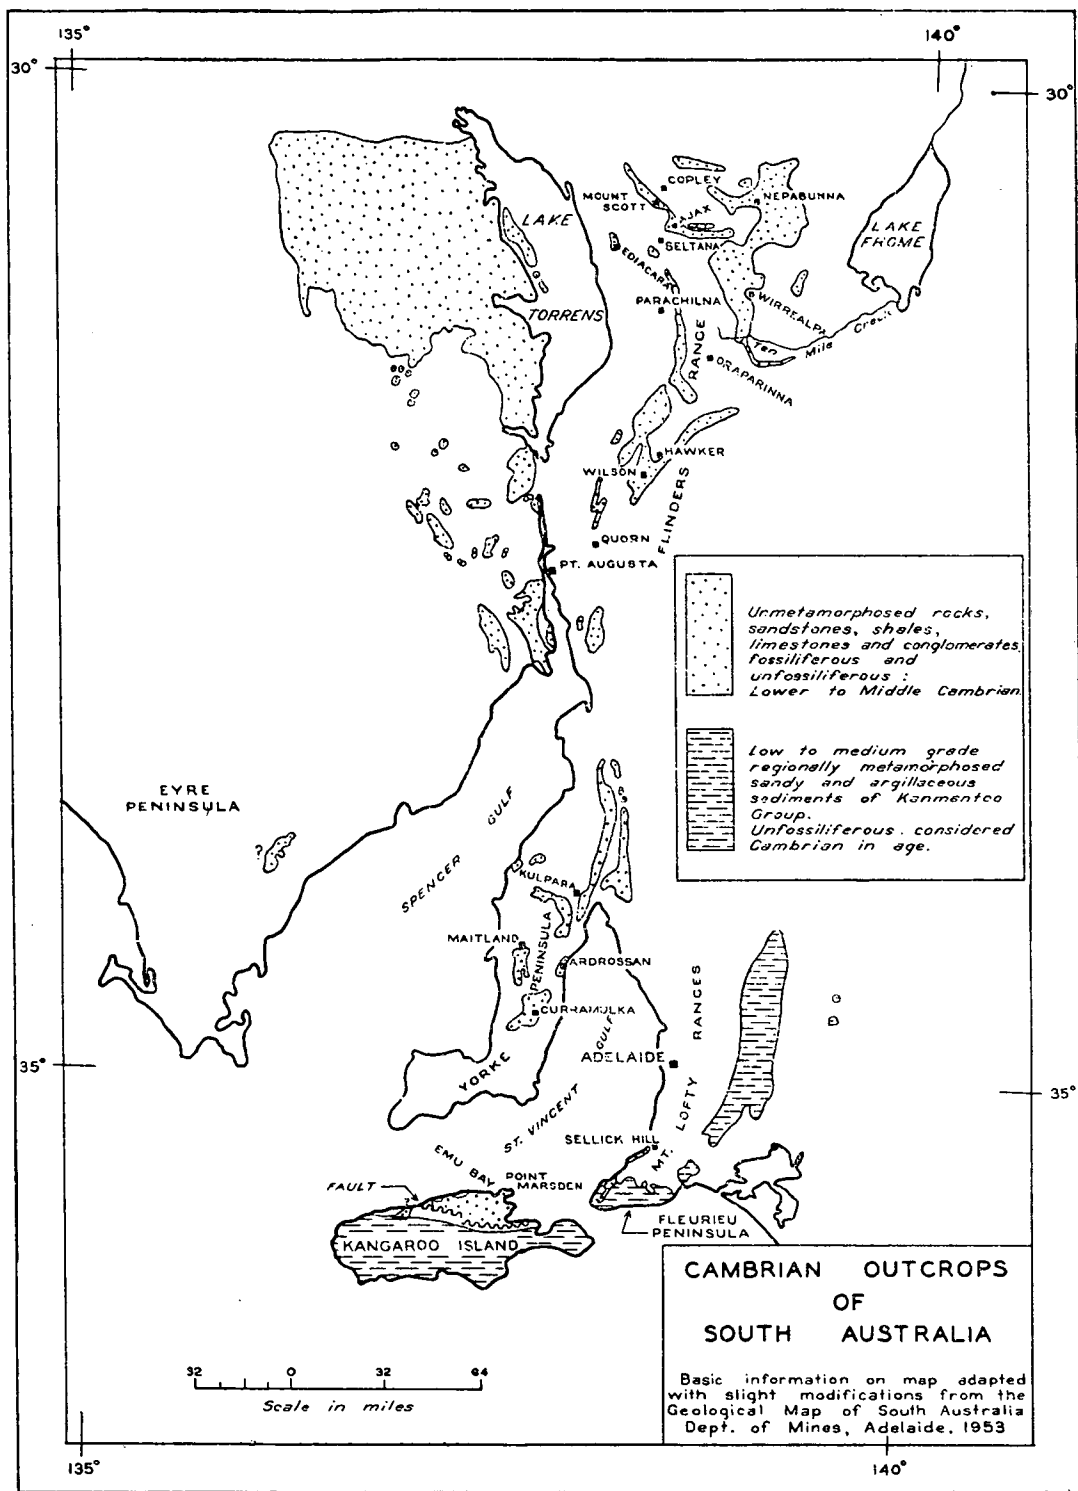 135°
140°
30°
30°
COPLEY
MOUNT
SCOTT
NEPABUNNA
AJAX
LAKE
BELTANA
LAKE
FROME
EDIACARA
PARACHILNA
WIRREALPA
TORRENS
Ten Mile Creek
RANGE
ORAPARINNA
HAWKER
WILSON
FLINDERS
QUORN
PT. AUGUSTA
Unmetamorphosed rocks,
sandstones, shales,
limestones and conglomerates,
fossiliferous and
unfossiliferous :
Lower to Middle Cambrian.
Low to medium grade
regionally metamorphosed
sandy and argillaceous
sediments of Kanmantoo
Group.
Unfossiliferous. considered
Cambrian in age.
EYRE
PENINSULA
?
SPENCER GULF
KULPARA
MAITLAND
PENINSULA
ARDROSSAN
CURRAMULKA
YORKE
GULF
ST. VINCENT
ADELAIDE
MT. LOFTY RANGES
35°
35°
SELLICK HILL
EMU BAY
POINT
MARSDEN
FAULT
?
FLEURIEU
PENINSULA
KANGAROO ISLAND
CAMBRIAN OUTCROPS
OF
SOUTH AUSTRALIA
Basic information on map adapted
with slight modifications from the
Geological Map of South Australia
Dept. of Mines, Adelaide, 1953
32 0 32 64
Scale in miles
135°
140°